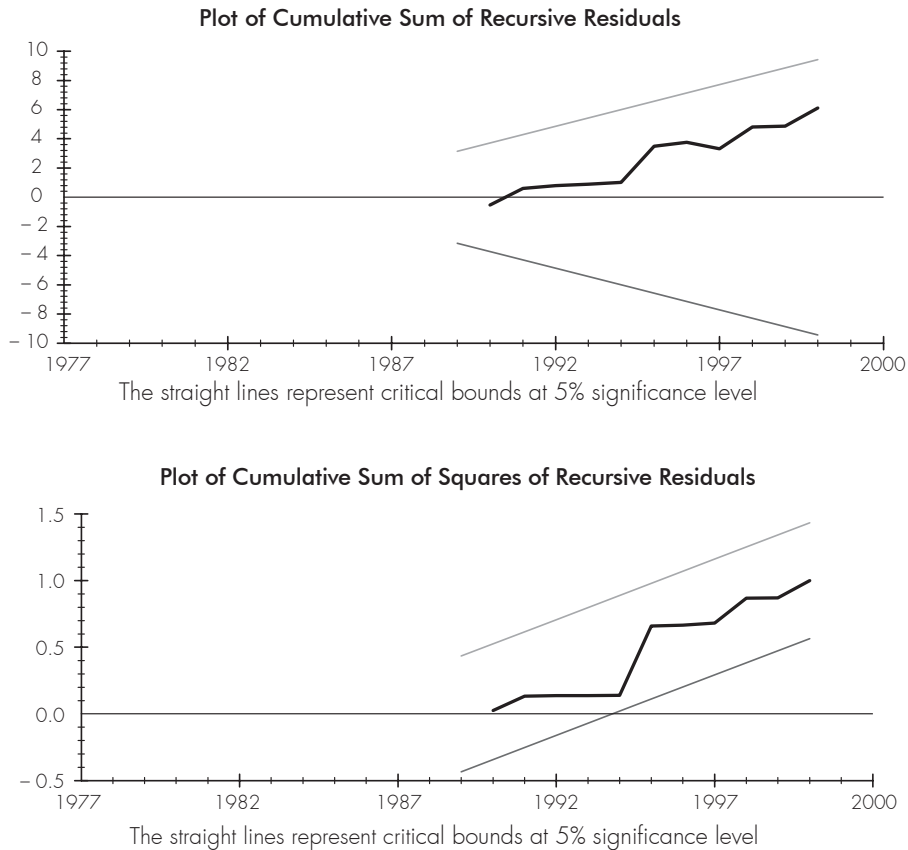 Plot of Cumulative Sum of Recursive Residuals
10
8
6
4
2
0
– 2
– 4
– 6
– 8
– 10
1977 1982 1987 1992 1997 2000
The straight lines represent critical bounds at 5% significance level
Plot of Cumulative Sum of Squares of Recursive Residuals
1.5
1.0
0.5
0.0
– 0.5
1977 1982 1987 1992 1997 2000
The straight lines represent critical bounds at 5% significance level